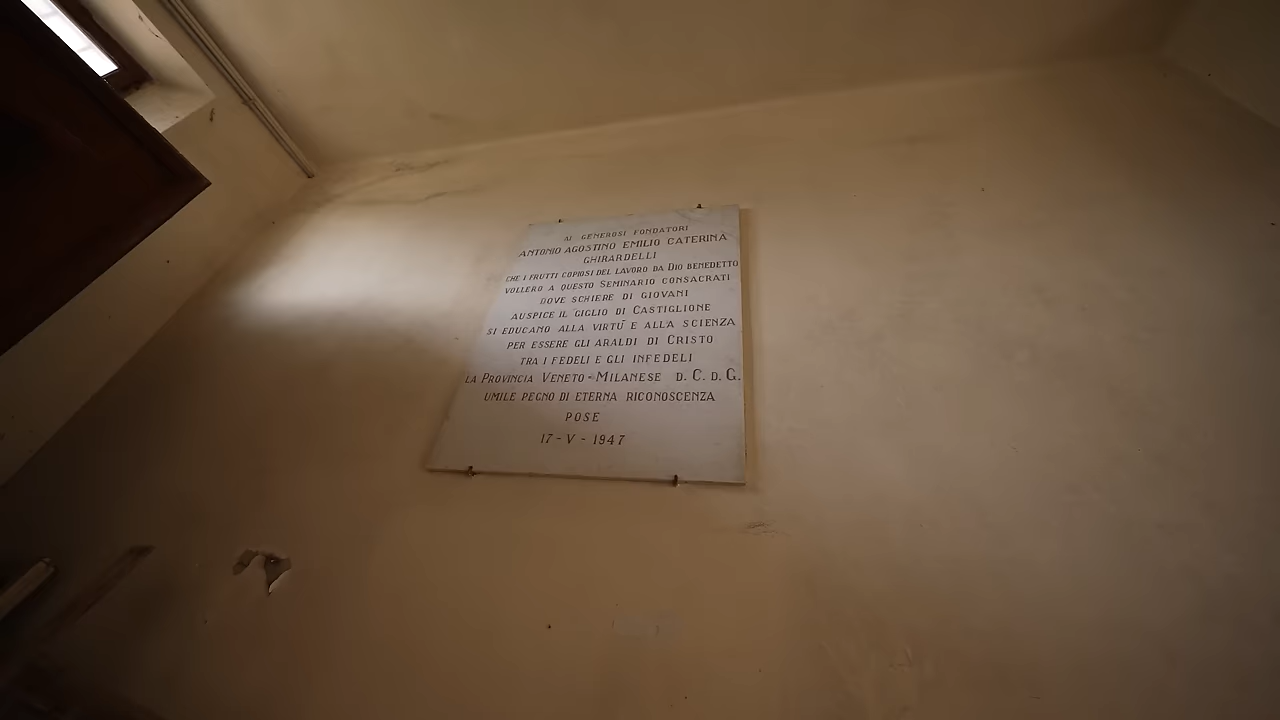 AI GENEROSI FONDATORI
ANTONIO AGOSTINO EMILIO CATERINA
GHIRARDELLI
CHE I FRUTTI COPIOSI DEL LAVORO DA DIO BENEDETTO
VOLLERO A QUESTO SEMINARIO CONSACRATI
DOVE SCHIERE DI GIOVANI
AUSPICE IL GIGLIO DI CASTIGLIONE
SI EDUCANO ALLA VIRTÙ E ALLA SCIENZA
PER ESSERE GLI ARALDI DI CRISTO
TRA I FEDELI E GLI INFEDELI
LA PROVINCIA VENETO-MILANESE D.C.D.G.
UMILE PEGNO DI ETERNA RICONOSCENZA
POSE
17-V-1947